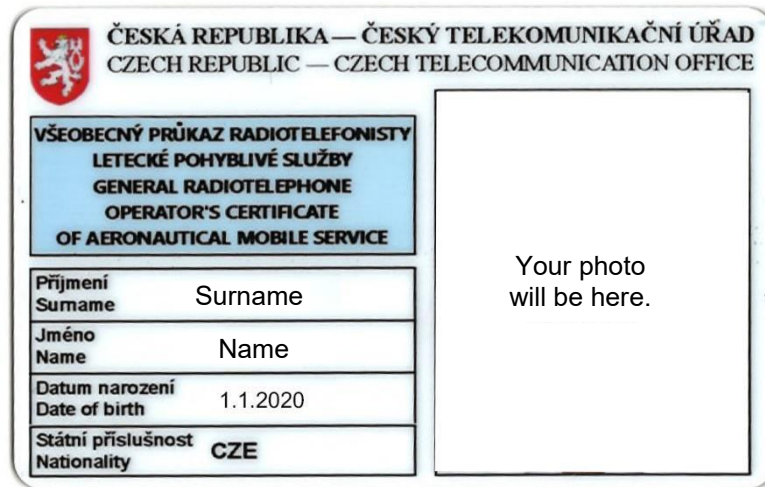 ČESKÁ REPUBLIKA — ČESKÝ TELEKOMUNIKAČNÍ ÚŘAD
CZECH REPUBLIC — CZECH TELECOMMUNICATION OFFICE
VŠEOBECNÝ PRŮKAZ RADIOTELEFONISTY
LETECKÉ POHYBLIVÉ SLUŽBY
GENERAL RADIOTELEPHONE
OPERATOR'S CERTIFICATE
OF AERONAUTICAL MOBILE SERVICE
Příjmení
Surname Surname
Jméno
Name Name
Datum narození
Date of birth 1.1.2020
Státní příslušnost
Nationality CZE
Your photo
will be here.